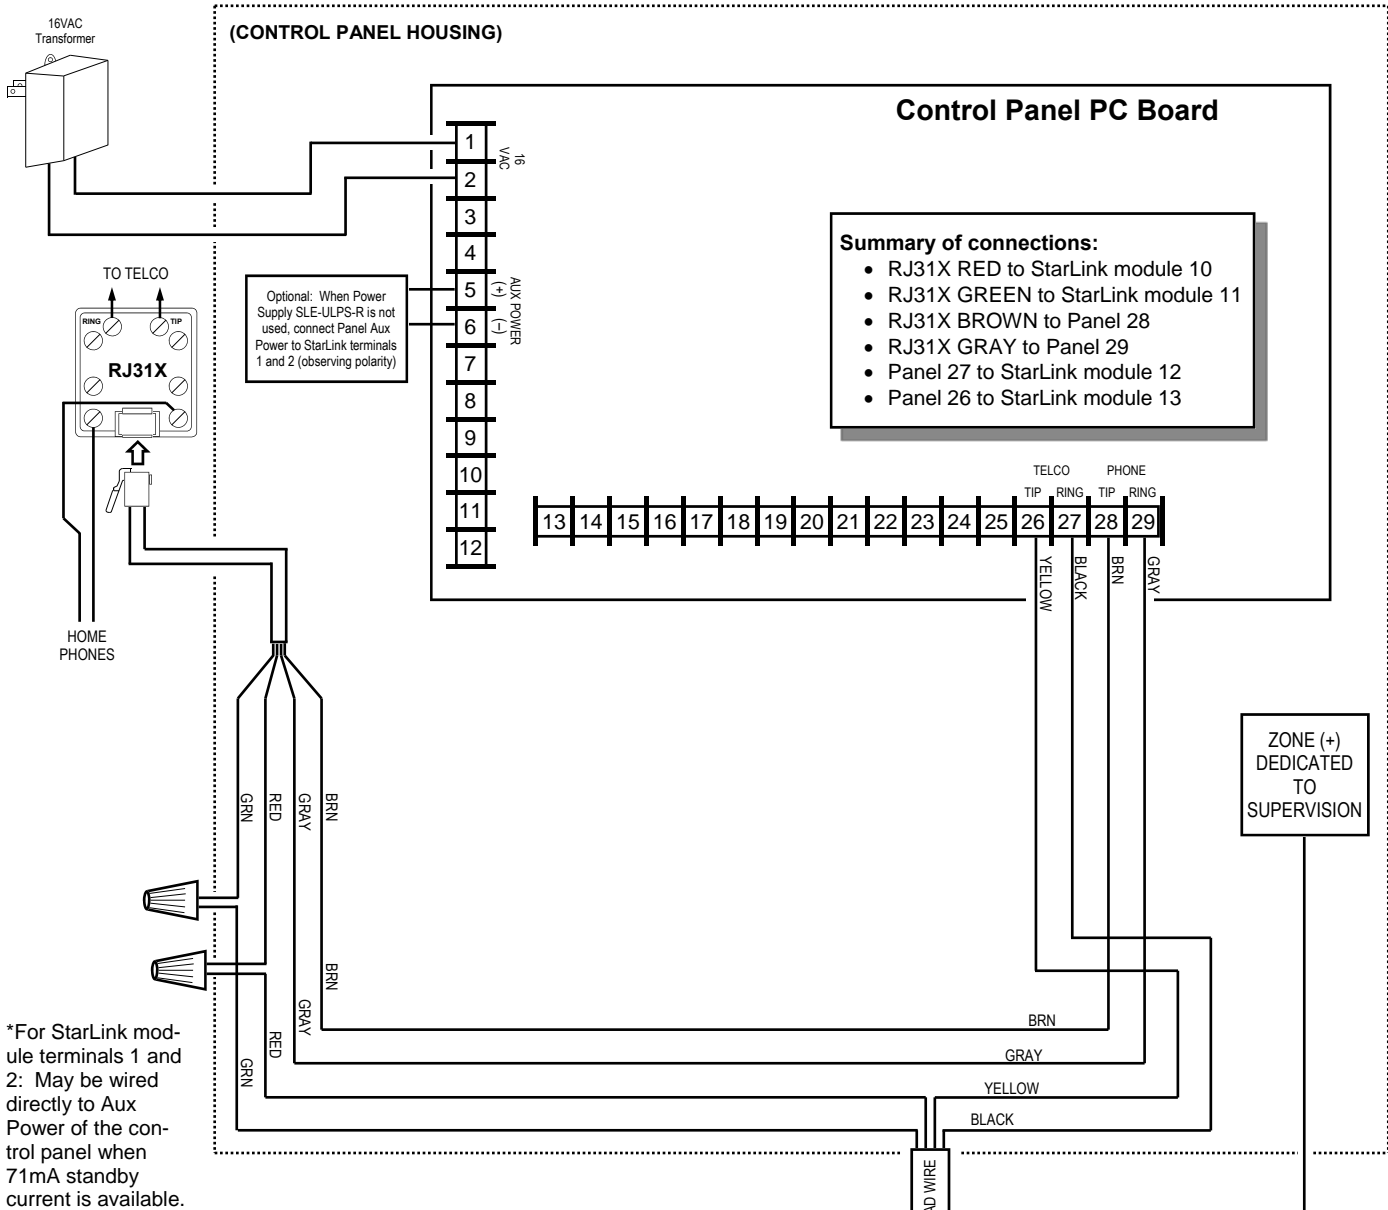 16VAC
Transformer
(CONTROL PANEL HOUSING)
Control Panel PC Board
1
2
3
4
5
6
7
8
9
10
11
12
16
VAC
AUX POWER
(+)
(–)
Summary of connections:
• RJ31X RED to StarLink module 10
• RJ31X GREEN to StarLink module 11
• RJ31X BROWN to Panel 28
• RJ31X GRAY to Panel 29
• Panel 27 to StarLink module 12
• Panel 26 to StarLink module 13
TO TELCO
RING
TIP
RJ31X
Optional: When Power
Supply SLE-ULPS-R is not
used, connect Panel Aux
Power to StarLink terminals
1 and 2 (observing polarity)
TELCO PHONE
TIP RING TIP RING
13 14 15 16 17 18 19 20 21 22 23 24 25 26 27 28 29
YELLOW
BLACK
BRN
GRAY
HOME
PHONES
ZONE (+)
DEDICATED
TO
SUPERVISION
GRN
RED
GRAY
BRN
BRN
GRAY
RED
GRN
BRN
GRAY
YELLOW
BLACK
*For StarLink mod-
ule terminals 1 and
2: May be wired
directly to Aux
Power of the con-
trol panel when
71mA standby
current is available.
AD WIRE